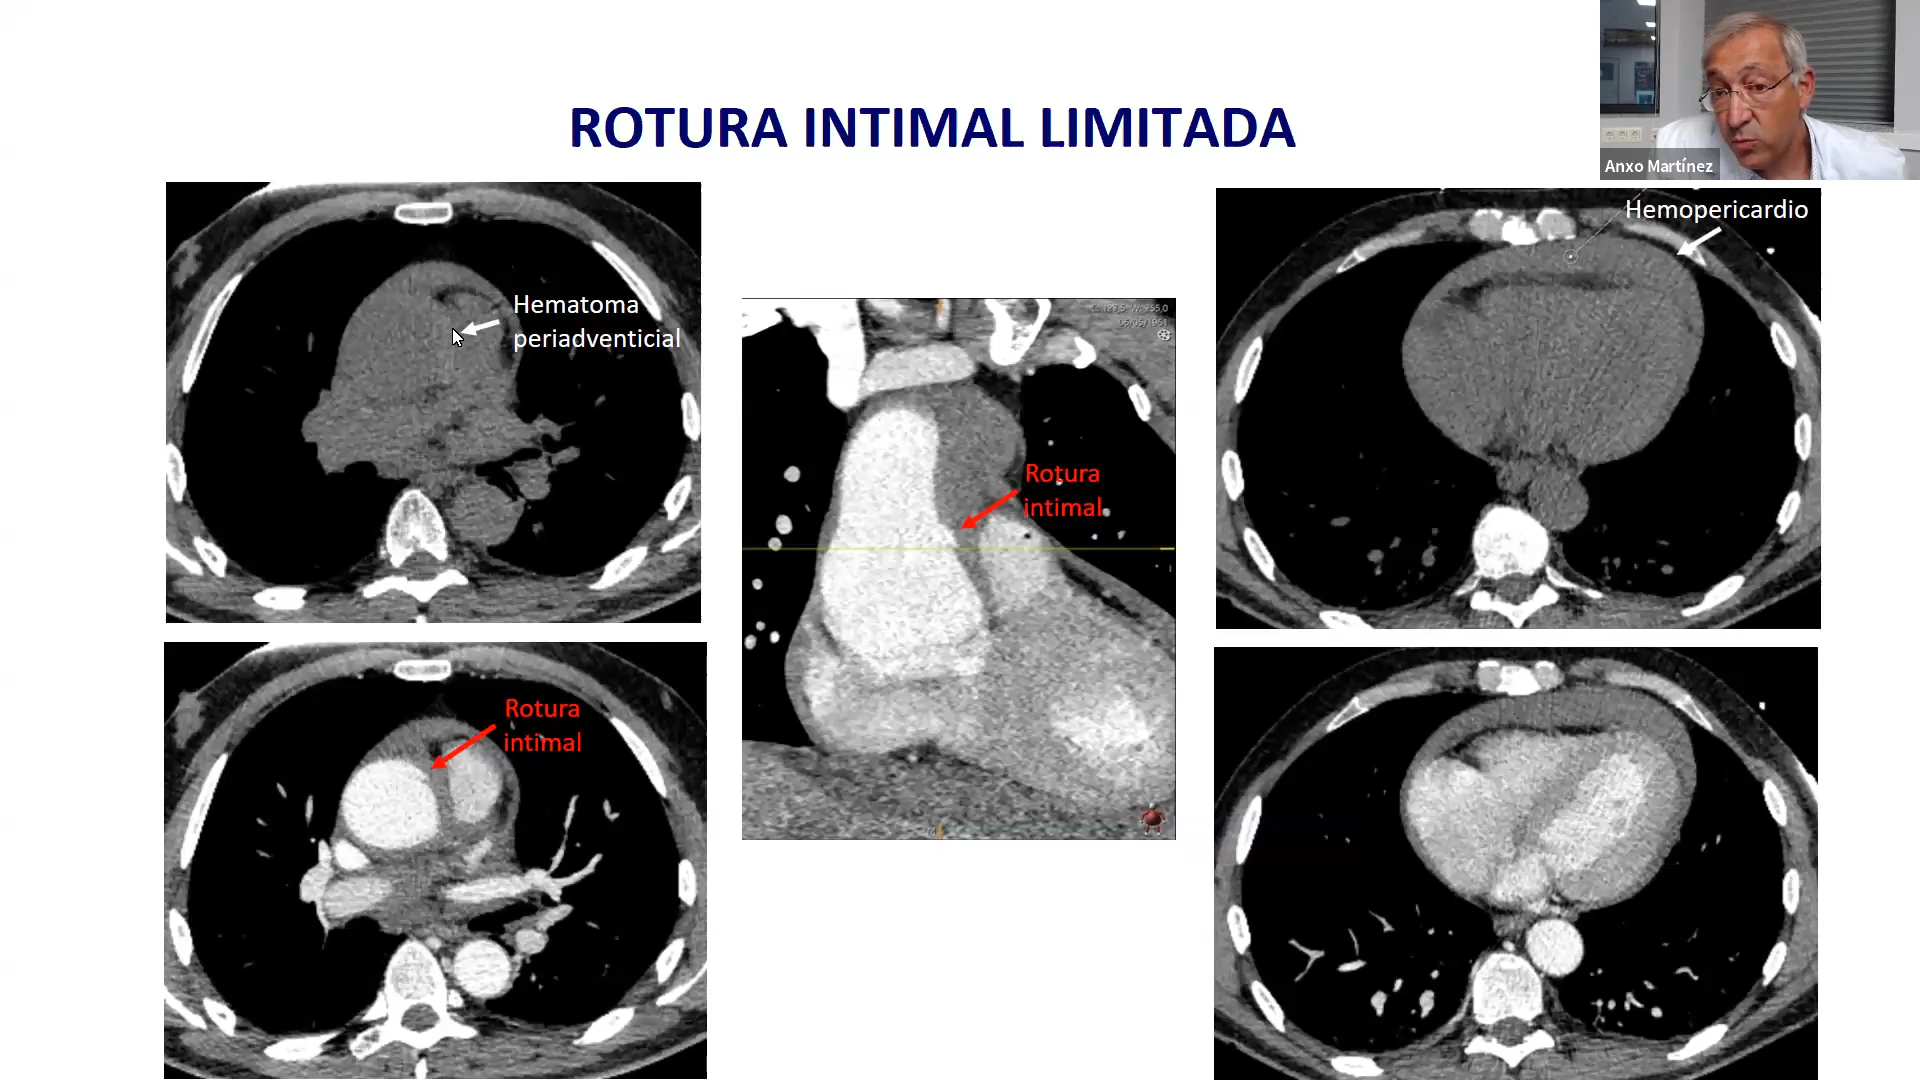 ROTURA INTIMAL LIMITADA
Anxo Martínez
Hematoma
periadventicial
Hemopericardio
Rotura
intimal
Rotura
intimal